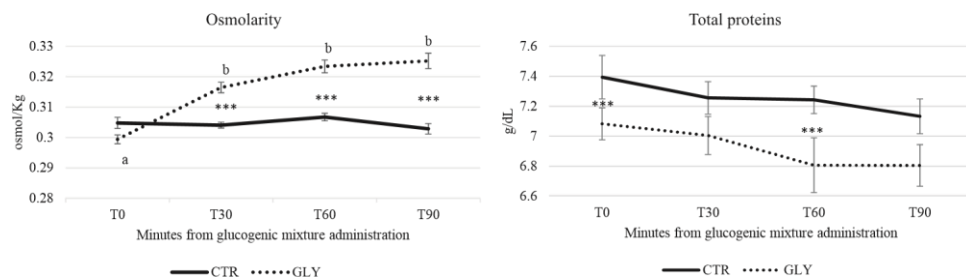 Osmolarity
0.33
0.32
0.31
0.3
0.29
0.28
osmol/Kg
a
b
b
b
***
***
***
T0 T30 T60 T90
Minutes from glucogenic mixture administration
CTR GLY
Total proteins
7.6
7.4
7.2
7
6.8
6.6
g/dL
***
***
T0 T30 T60 T90
Minutes from glucogenic mixture administration
CTR GLY